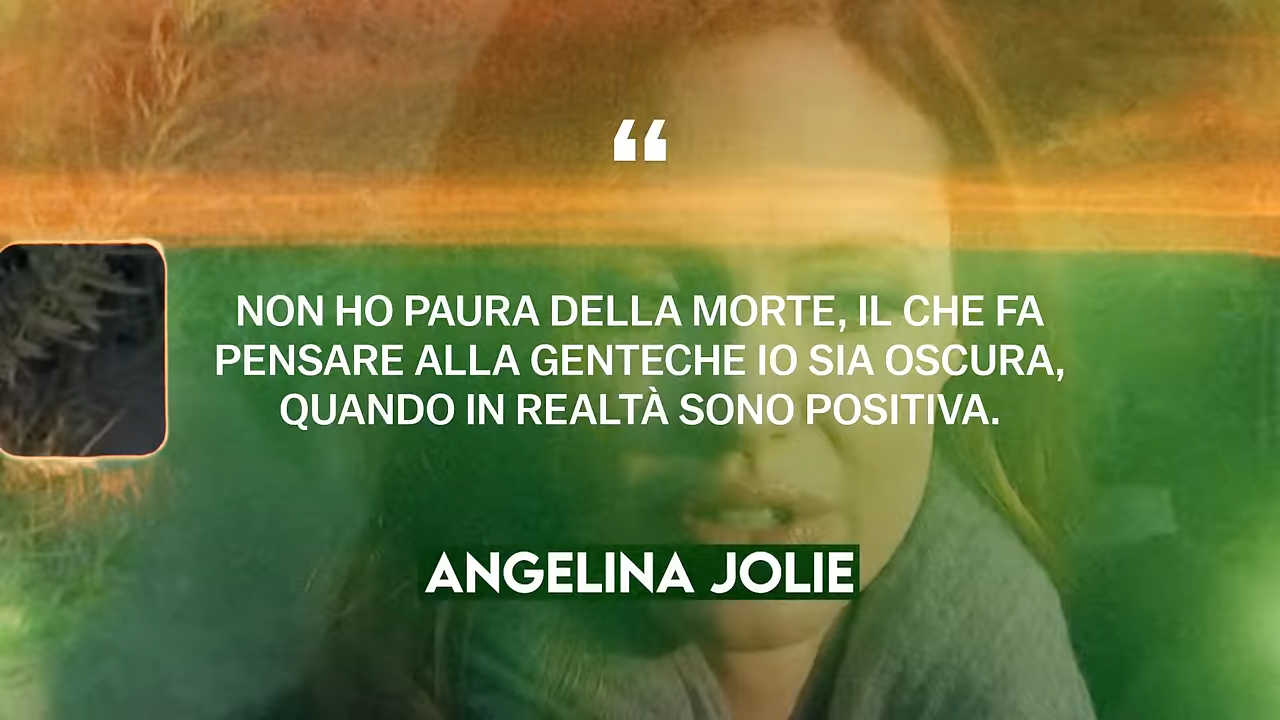 “
NON HO PAURA DELLA MORTE, IL CHE FA
PENSARE ALLA GENTECHE IO SIA OSCURA,
QUANDO IN REALTÀ SONO POSITIVA.
ANGELINA JOLIE